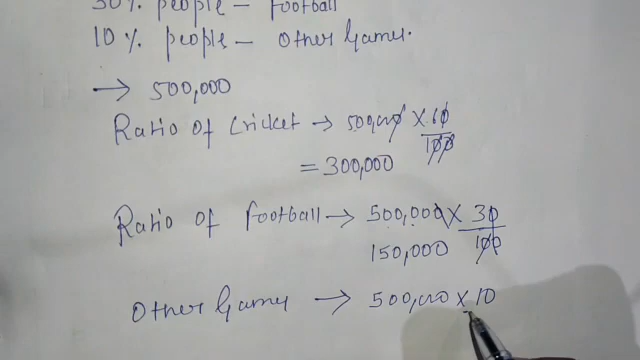 30% people – Football
10% people – Other Games.
→ 500,000
Ratio of Cricket → 500,000 × 60/100
= 300,000
Ratio of football → 500,000 × 30/100
150,000
Other Games → 500,000 × 10